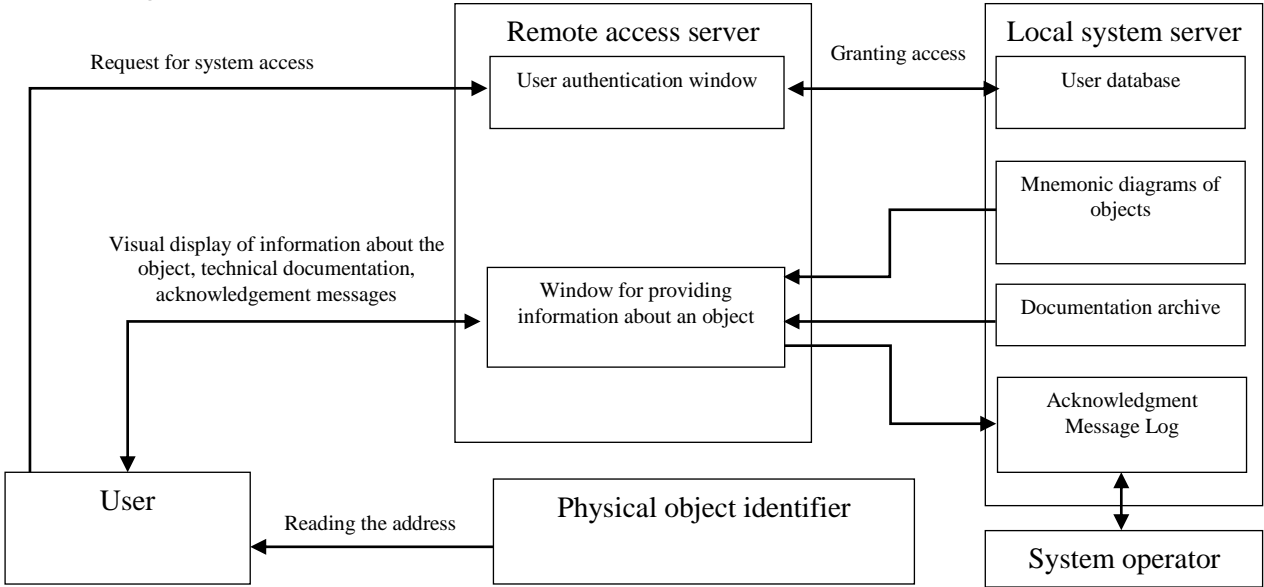 Remote access server
Local system server
Request for system access
User authentication window
Granting access
User database
Mnemonic diagrams of
objects
Visual display of information about the
object, technical documentation,
acknowledgement messages
Window for providing
information about an object
Documentation archive
Acknowledgment
Message Log
User
Reading the address
Physical object identifier
System operator